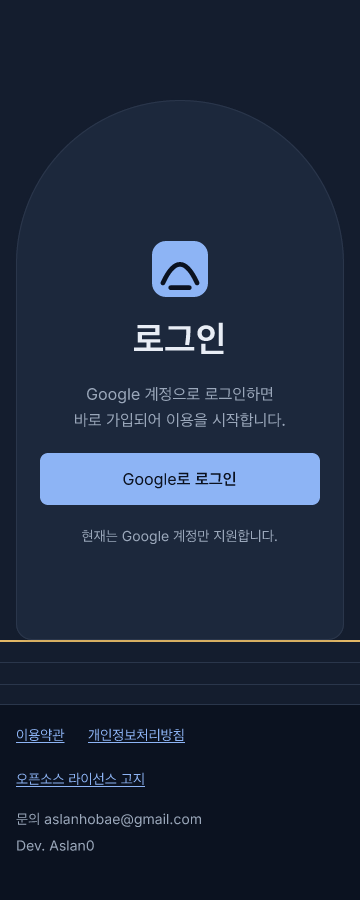 로그인
Google 계정으로 로그인하면
바로 가입되어 이용을 시작합니다.
Google로 로그인
현재는 Google 계정만 지원합니다.
이용약관 개인정보처리방침
오픈소스 라이선스 고지
문의 aslanhobae@gmail.com
Dev. Aslan0